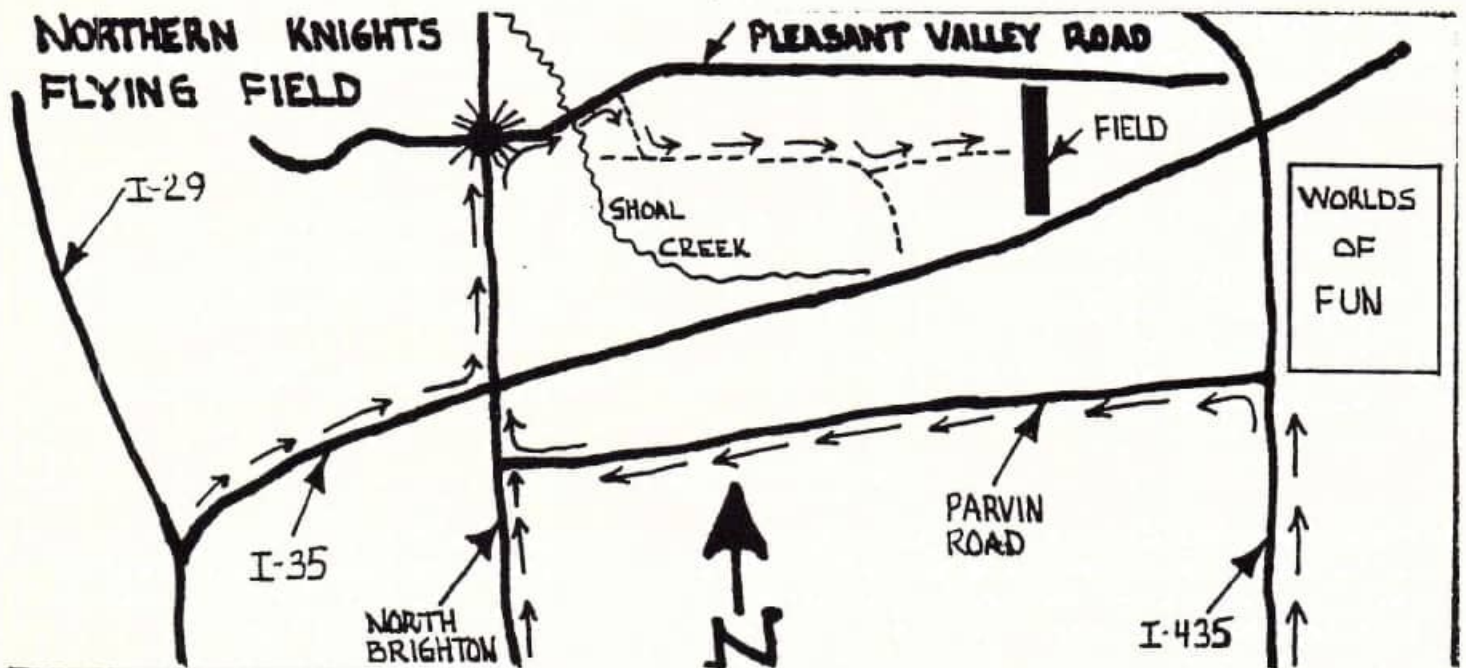 NORTHERN KNIGHTS
FLYING FIELD
PLEASANT VALLEY ROAD
FIELD
I-29
SHOAL
CREEK
WORLDS
OF
FUN
I-35
PARVIN
ROAD
NORTH
BRIGHTON
N
I-435